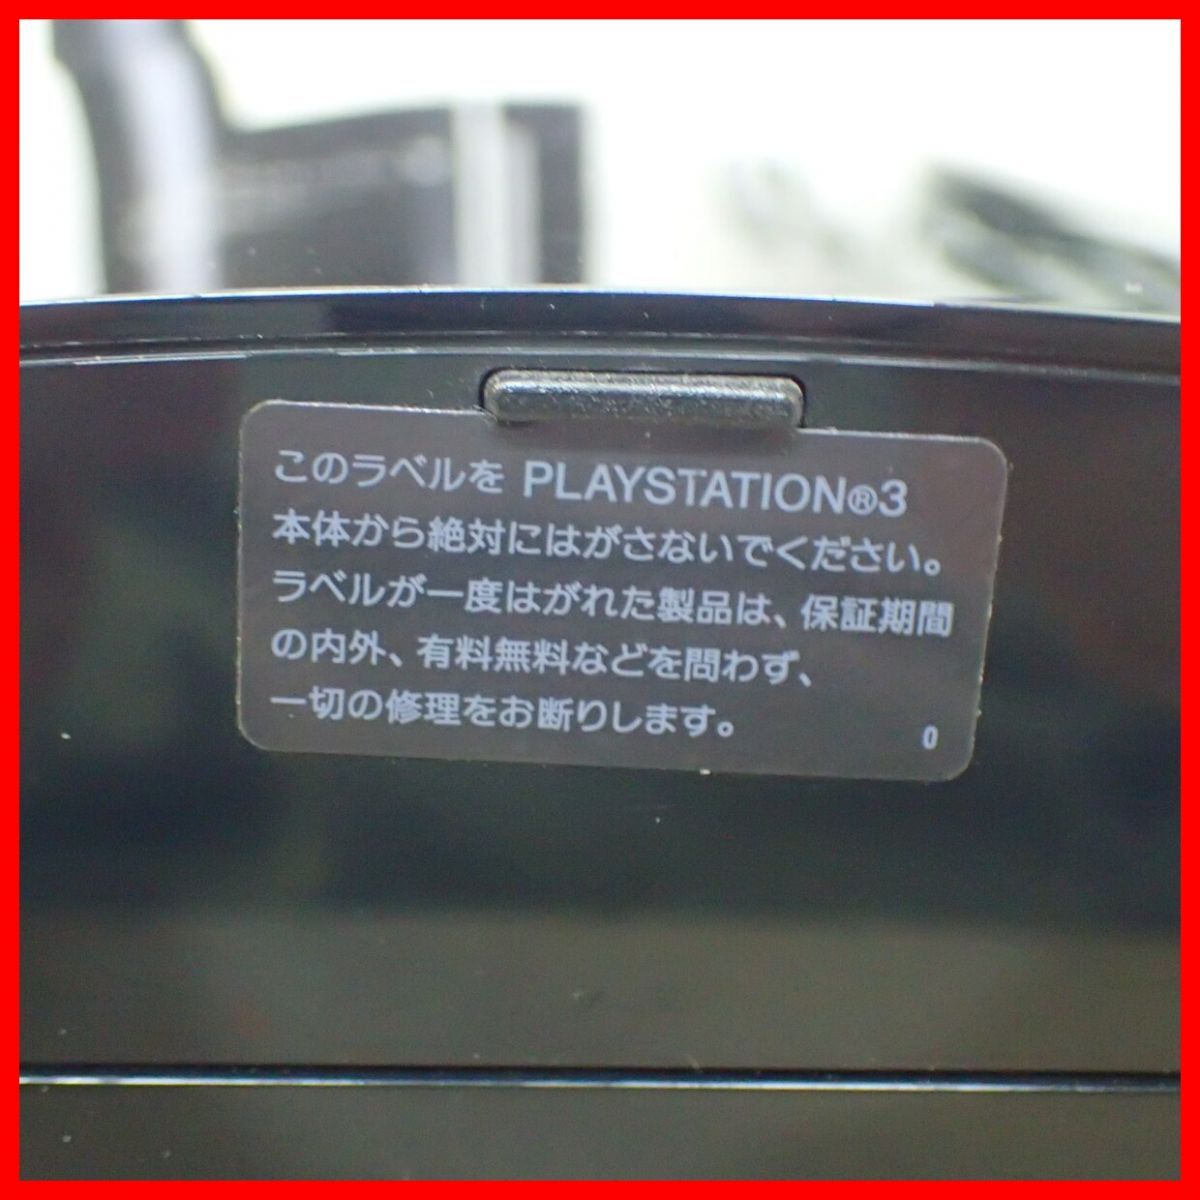 このラベルを PLAYSTATION®3
本体から絶対にはがさないでください。
ラベルが一度はがれた製品は、保証期間
の内外、有料無料などを問わず、
一切の修理をお断りします。
0